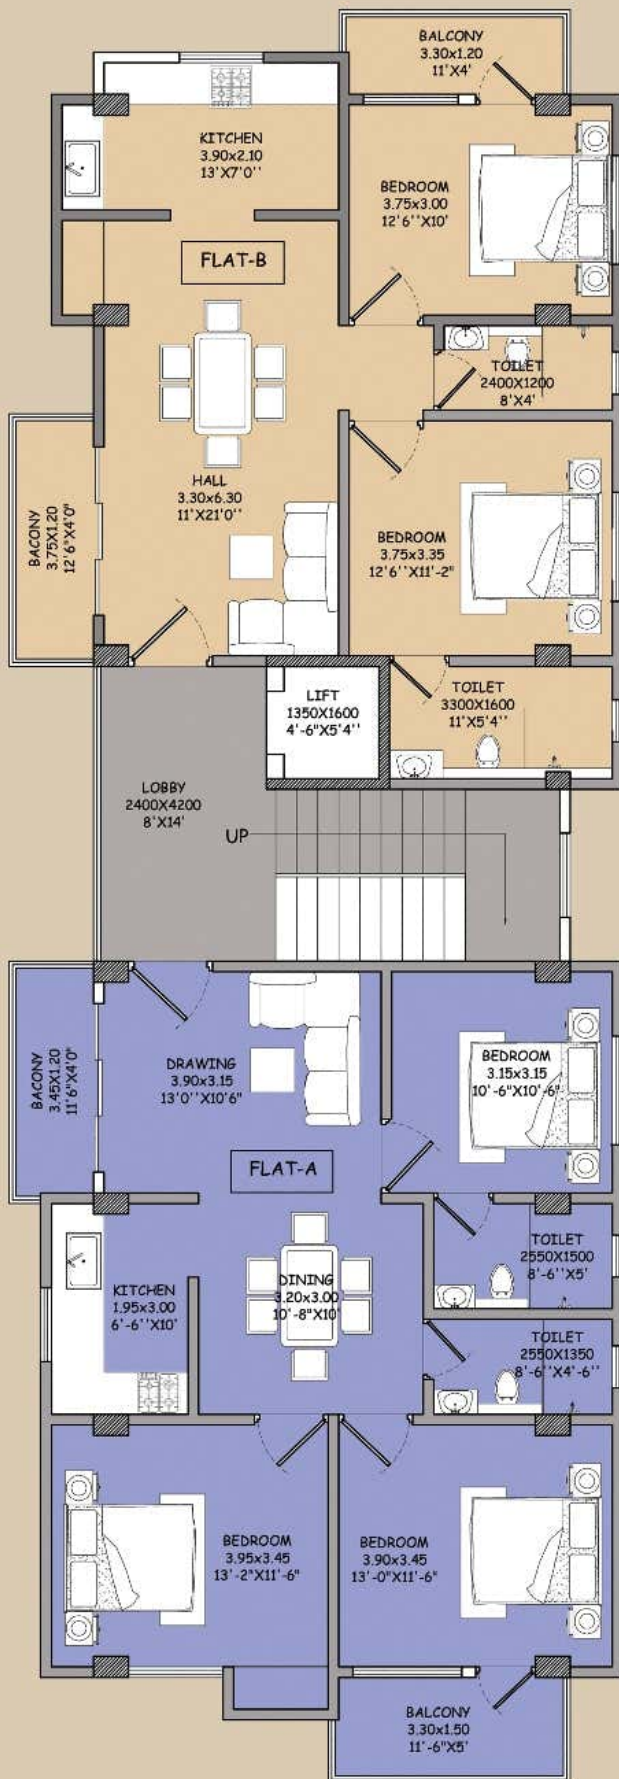 BALCONY
3.30x1.20
11'X4'
KITCHEN
3.90x2.10
13'X7'0''
BEDROOM
3.75x3.00
12'6''X10'
FLAT-B
TOILET
2400X1200
8'X4'
HALL
3.30x6.30
11'X21'0''
BACONY
3.75X1.20
12'6"X4'0"
BEDROOM
3.75x3.35
12'6''X11'-2"
LIFT
1350X1600
4'-6"X5'4''
TOILET
3300X1600
11'X5'4''
LOBBY
2400X4200
8'X14'
UP
BACONY
3.45X1.20
11'6"X4'0"
DRAWING
3.90x3.15
13'0''X10'6"
BEDROOM
3.15x3.15
10'-6"X10'-6"
FLAT-A
KITCHEN
1.95x3.00
6'-6''X10'
DINING
3.20x3.00
10'-8"X10'
TOILET
2550X1500
8'-6''X5'
TOILET
2550X1350
8'-6''X4'-6''
BEDROOM
3.95x3.45
13'-2"X11'-6"
BEDROOM
3.90x3.45
13'-0"X11'-6"
BALCONY
3.30x1.50
11'-6"X5'